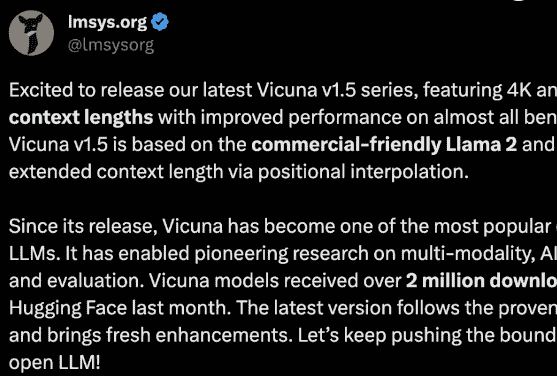 lmsys.org
@lmsysorg
Excited to release our latest Vicuna v1.5 series, featuring 4K an
context lengths with improved performance on almost all ben
Vicuna v1.5 is based on the commercial-friendly Llama 2 and
extended context length via positional interpolation.
Since its release, Vicuna has become one of the most popular
LLMs. It has enabled pioneering research on multi-modality, AI
and evaluation. Vicuna models received over 2 million downlo
Hugging Face last month. The latest version follows the proven
and brings fresh enhancements. Let’s keep pushing the bound
open LLM!